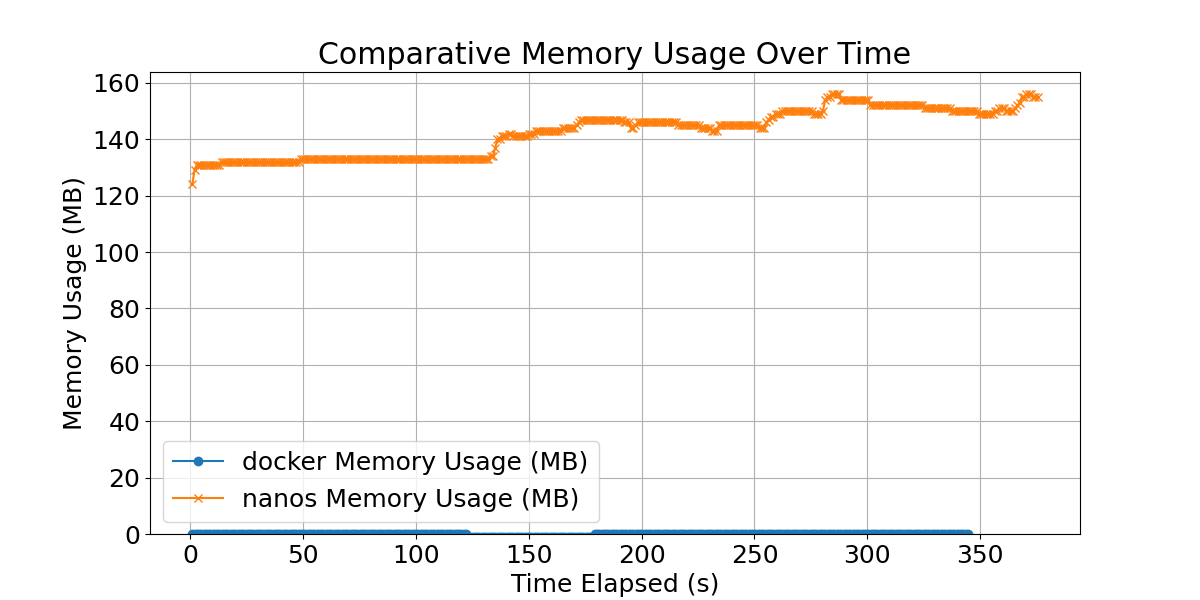 Comparative Memory Usage Over Time
160
140
120
100
80
60
40
20
0
Memory Usage (MB)
docker Memory Usage (MB)
nanos Memory Usage (MB)
0 50 100 150 200 250 300 350
Time Elapsed (s)